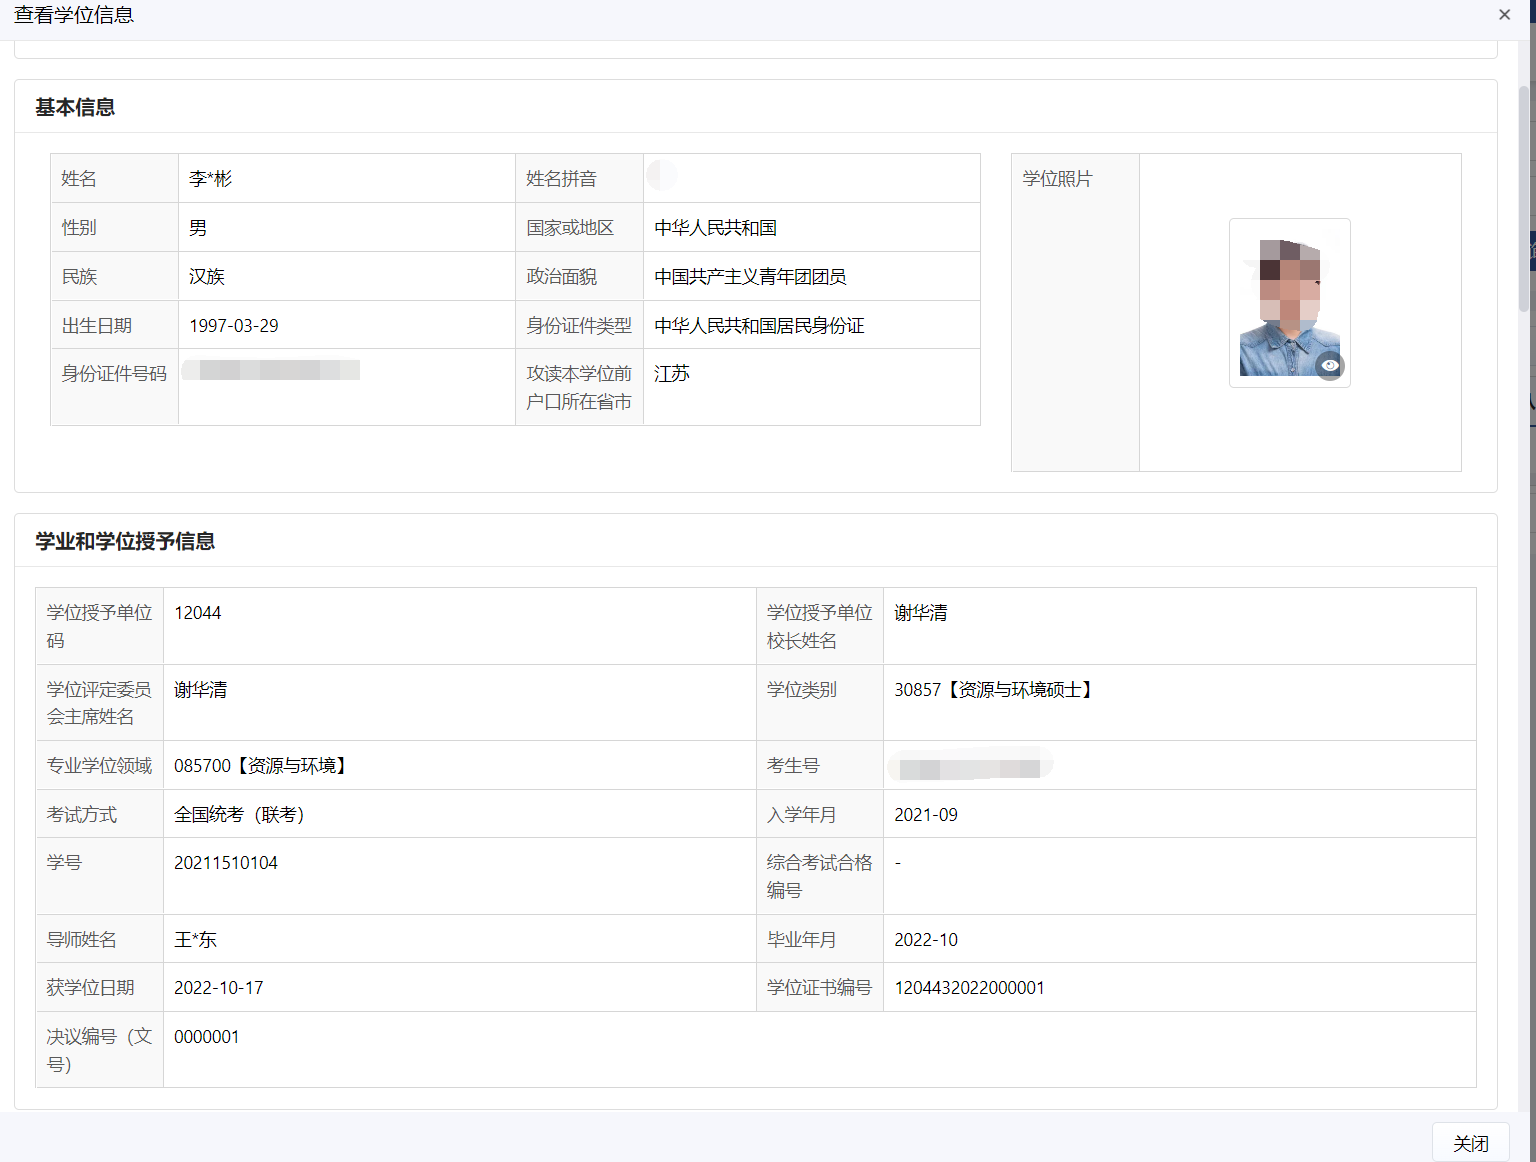 查看学位信息
基本信息
姓名 李*彬 姓名拼音 学位照片
性别 男 国家或地区 中华人民共和国
民族 汉族 政治面貌 中国共产主义青年团团员
出生日期 1997-03-29 身份证件类型 中华人民共和国居民身份证
身份证件号码 攻读本学位前 江苏
户口所在省市
学业和学位授予信息
学位授予单位 12044 学位授予单位 谢华清
码 校长姓名
学位评定委员 谢华清 学位类别 30857【资源与环境硕士】
会主席姓名
专业学位领域 085700【资源与环境】 考生号
考试方式 全国统考（联考） 入学年月 2021-09
学号 20211510104 综合考试合格 -
编号
导师姓名 王*东 毕业年月 2022-10
获学位日期 2022-10-17 学位证书编号 1204432022000001
决议编号（文 0000001
号）
关闭